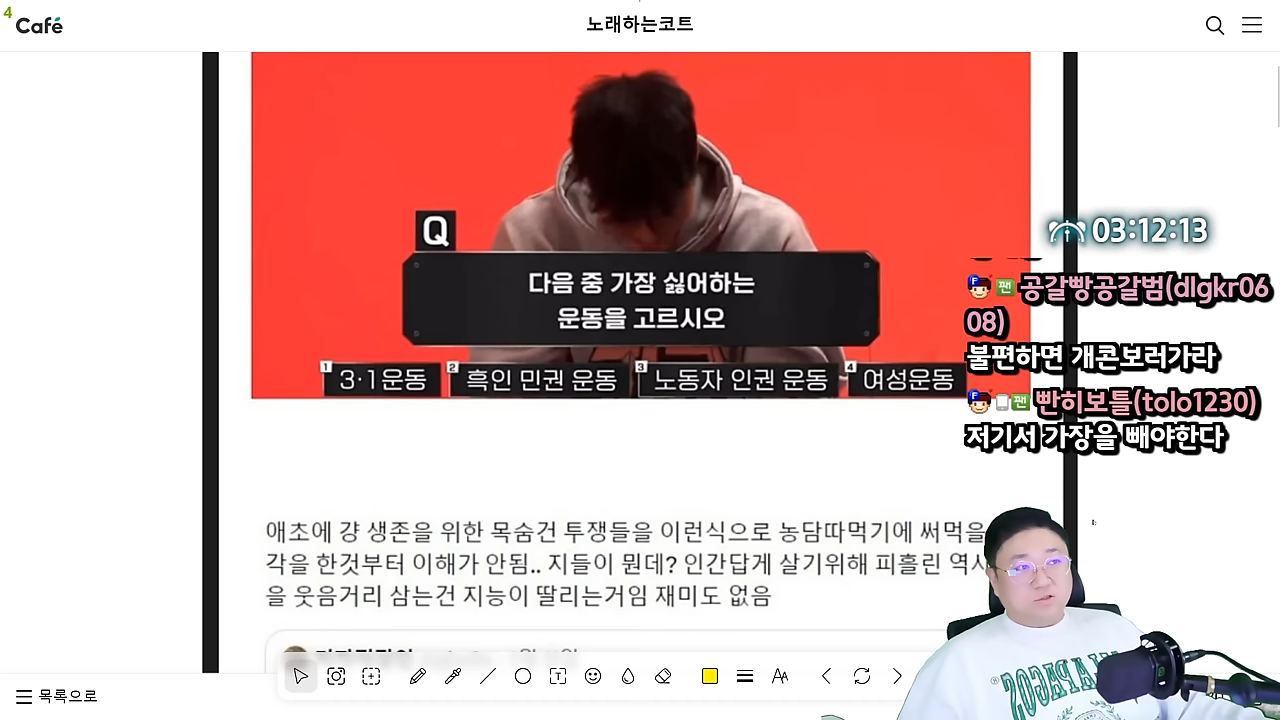 4
Café
노래하는코트
Q
다음 중 가장 싫어하는
운동을 고르시오
1 3·1운동
2 흑인 민권 운동
3 노동자 인권 운동
4 여성운동
03:12:13
F 팬 공갈빵공갈범(dlgkr06
08)
불편하면 개콘보러가라
F 팬 빤히보틀(tolo1230)
저기서 가장을 빼야한다
애초에 걍 생존을 위한 목숨건 투쟁들을 이런식으로 농담따먹기에 써먹을
각을 한것부터 이해가 안됨.. 지들이 뭔데? 인간답게 살기위해 피흘린 역사
을 웃음거리 삼는건 지능이 딸리는거임 재미도 없음
목록으로